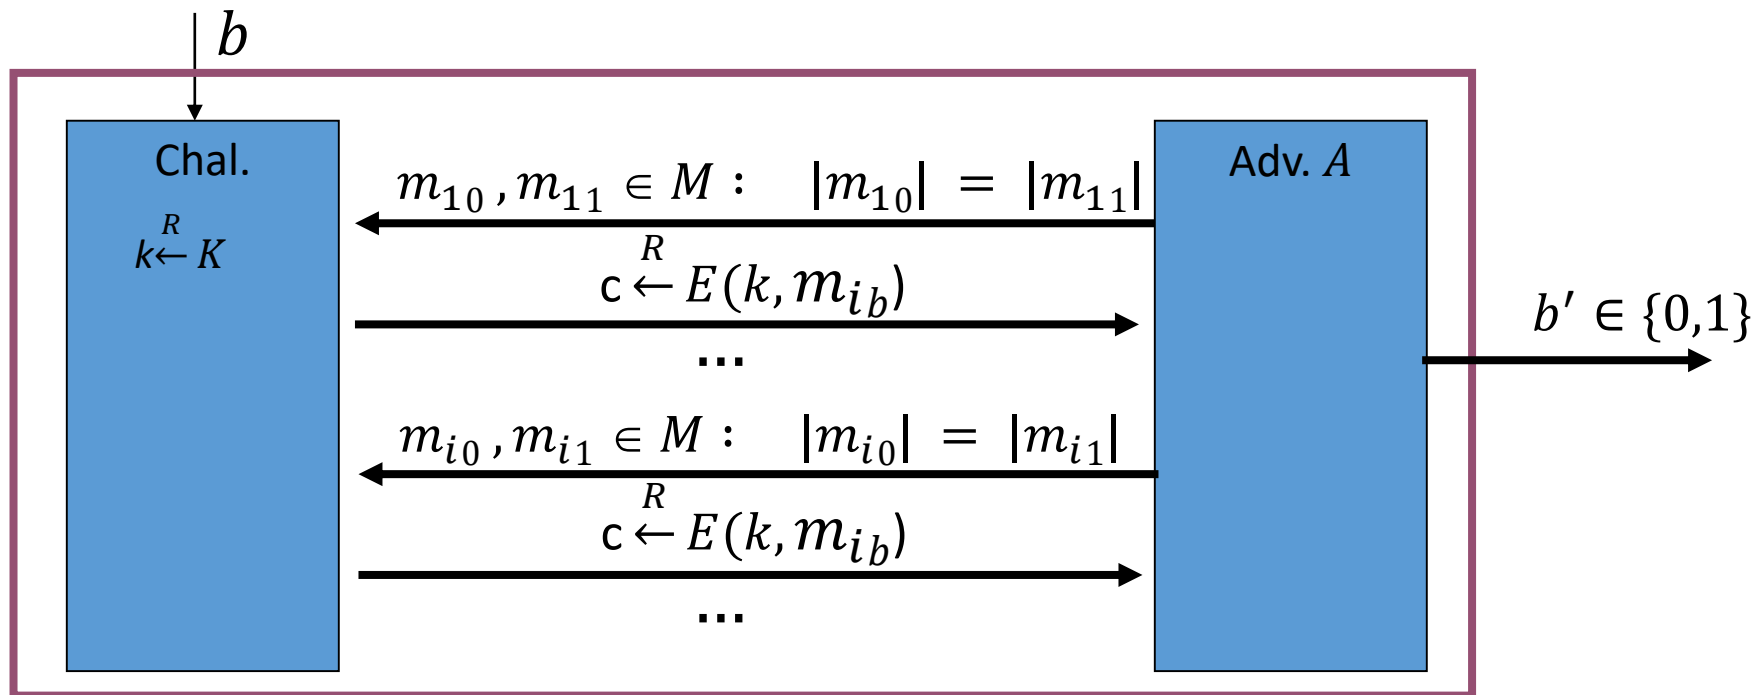 b
Chal.
Adv. A
k ←ᴿ K
m₁₀ , m₁₁ ∈ M : |m₁₀| = |m₁₁|
c ←ᴿ E(k, mᵢb)
...
b′ ∈ {0,1}
mᵢ₀ , mᵢ₁ ∈ M : |mᵢ₀| = |mᵢ₁|
c ←ᴿ E(k, mᵢb)
...